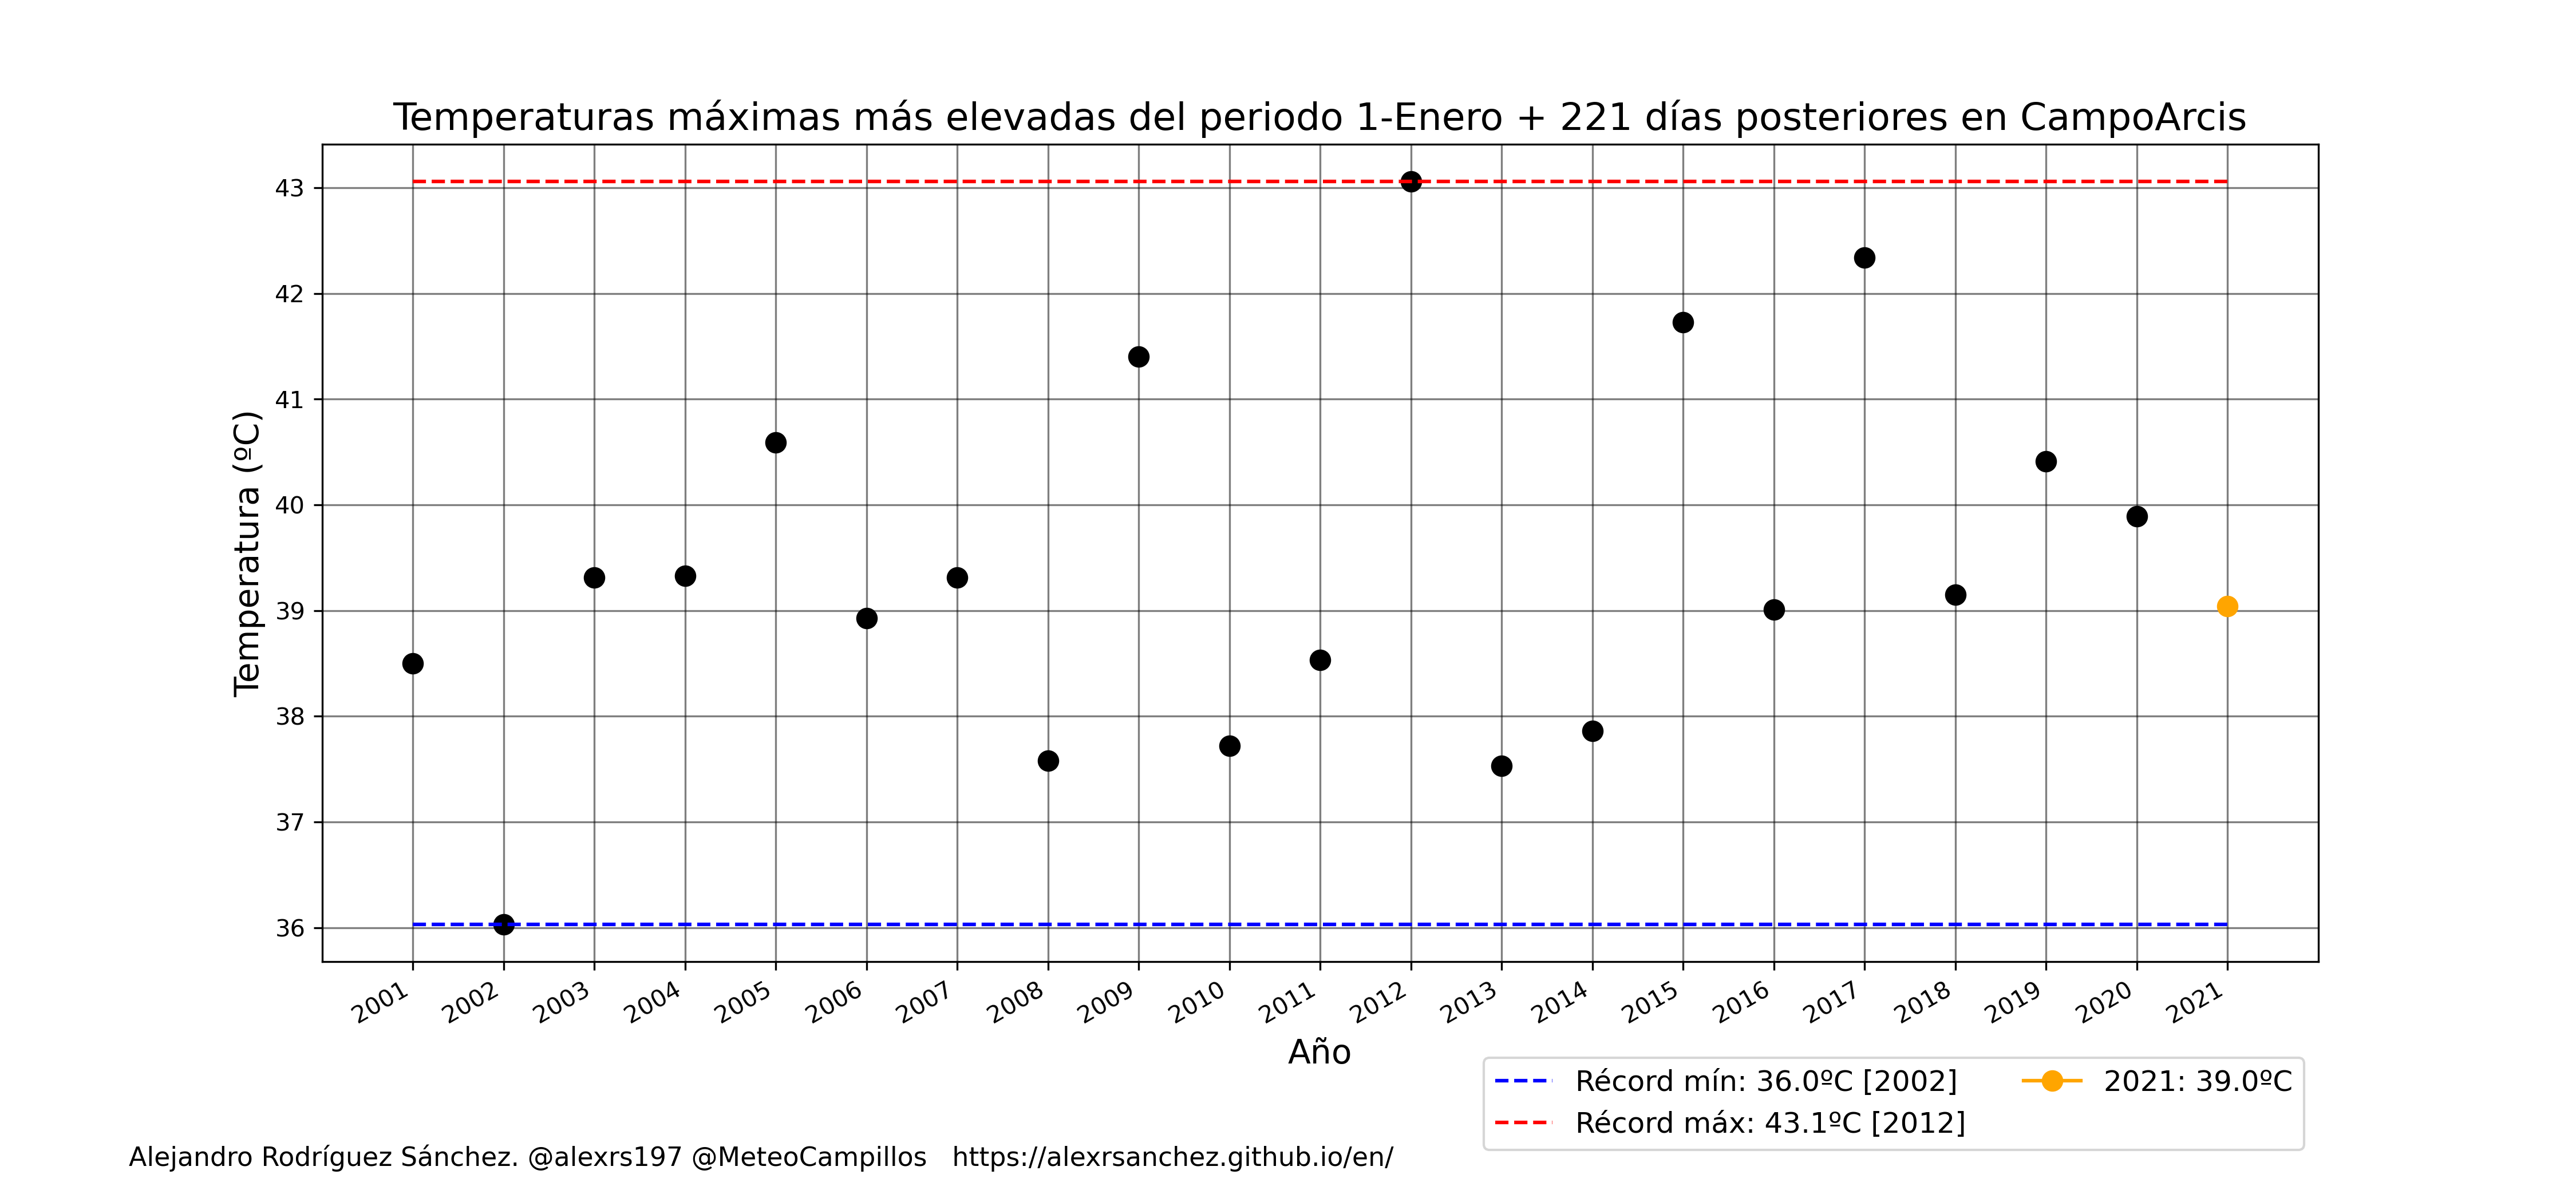 Temperaturas máximas más elevadas del periodo 1-Enero + 221 días posteriores en CampoArcis
Temperatura (ºC)
43
42
41
40
39
38
37
36
2001 2002 2003 2004 2005 2006 2007 2008 2009 2010 2011 2012 2013 2014 2015 2016 2017 2018 2019 2020 2021
Año
Récord mín: 36.0ºC [2002]
Récord máx: 43.1ºC [2012]
2021: 39.0ºC
Alejandro Rodríguez Sánchez. @alexrs197 @MeteoCampillos https://alexrsanchez.github.io/en/